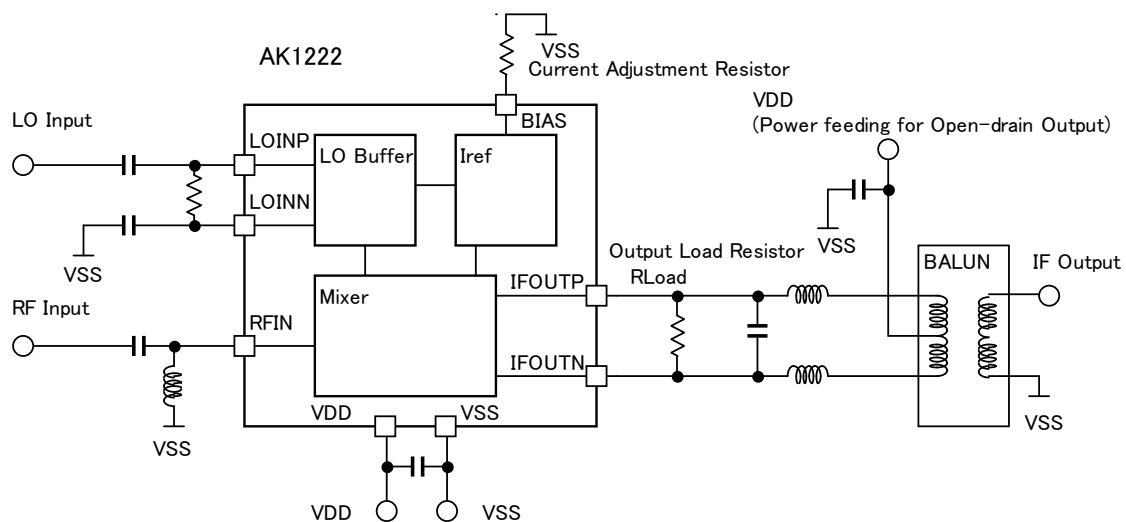 AK1222
VSS
Current Adjustment Resistor
VDD
(Power feeding for Open-drain Output)
LO Input
BIAS
LOINP
LO Buffer
Iref
LOINN
VSS
VSS
Output Load Resistor
RLoad
BALUN
IF Output
RF Input
Mixer
IFOUTP
RFIN
IFOUTN
VDD
VSS
VSS
VSS
VDD
VSS